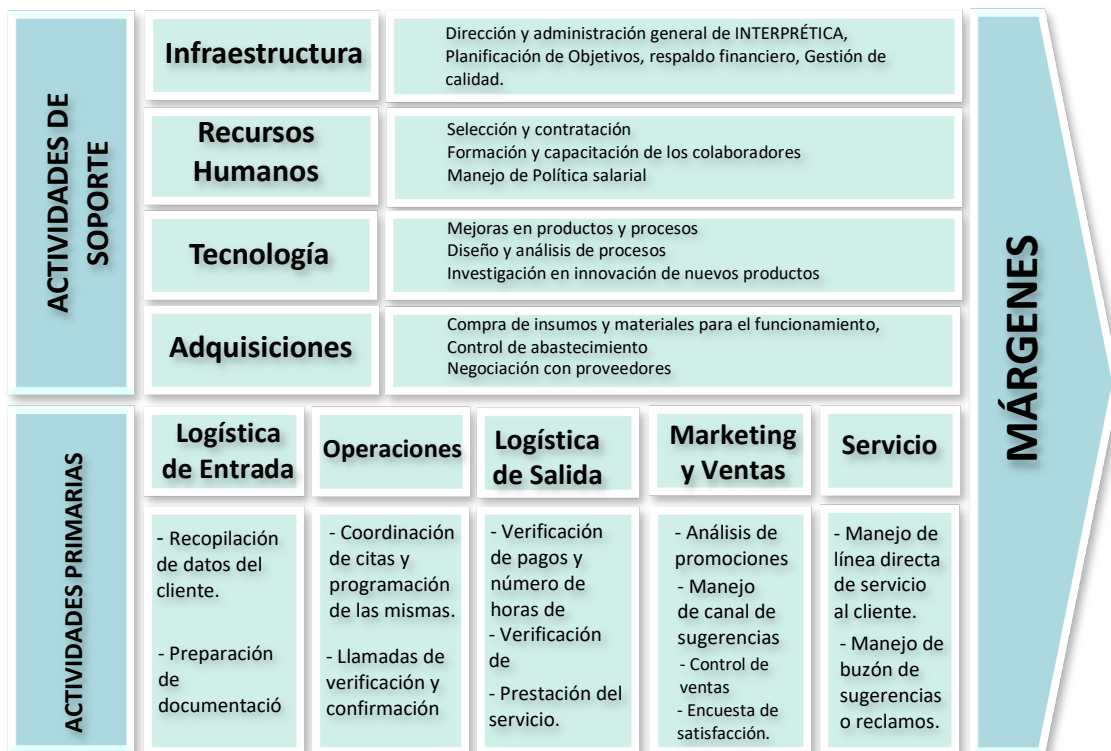 ACTIVIDADES DE
SOPORTE
Infraestructura
Dirección y administración general de INTERPRÉTICA,
Planificación de Objetivos, respaldo financiero, Gestión de
calidad.
Recursos
Humanos
Selección y contratación
Formación y capacitación de los colaboradores
Manejo de Política salarial
Tecnología
Mejoras en productos y procesos
Diseño y análisis de procesos
Investigación en innovación de nuevos productos
Adquisiciones
Compra de insumos y materiales para el funcionamiento,
Control de abastecimiento
Negociación con proveedores
ACTIVIDADES PRIMARIAS
Logística
de Entrada
- Recopilación
de datos del
cliente.
- Preparación
de
documentació
Operaciones
- Coordinación
de citas y
programación
de las mismas.
- Llamadas de
verificación y
confirmación
Logística
de Salida
- Verificación
de pagos y
número de
horas de
- Verificación
de
- Prestación del
servicio.
Marketing
y Ventas
- Análisis de
promociones
- Manejo
de canal de
sugerencias
- Control de
ventas
- Encuesta de
satisfacción.
Servicio
- Manejo de
línea directa
de servicio
al cliente.
- Manejo de
buzón de
sugerencias
o reclamos.
MÁRGENES